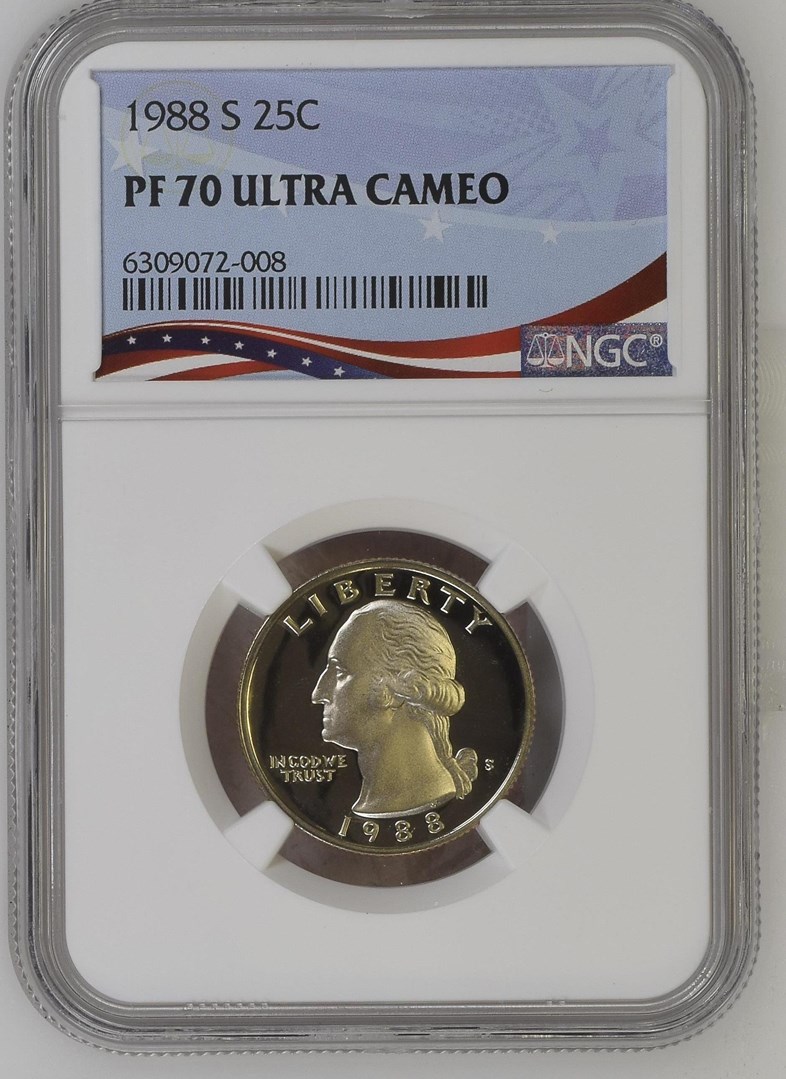 1988 S 25C
PF 70 ULTRA CAMEO
6309072-008
NGC®
LIBERTY
IN GOD WE
TRUST
S
1988